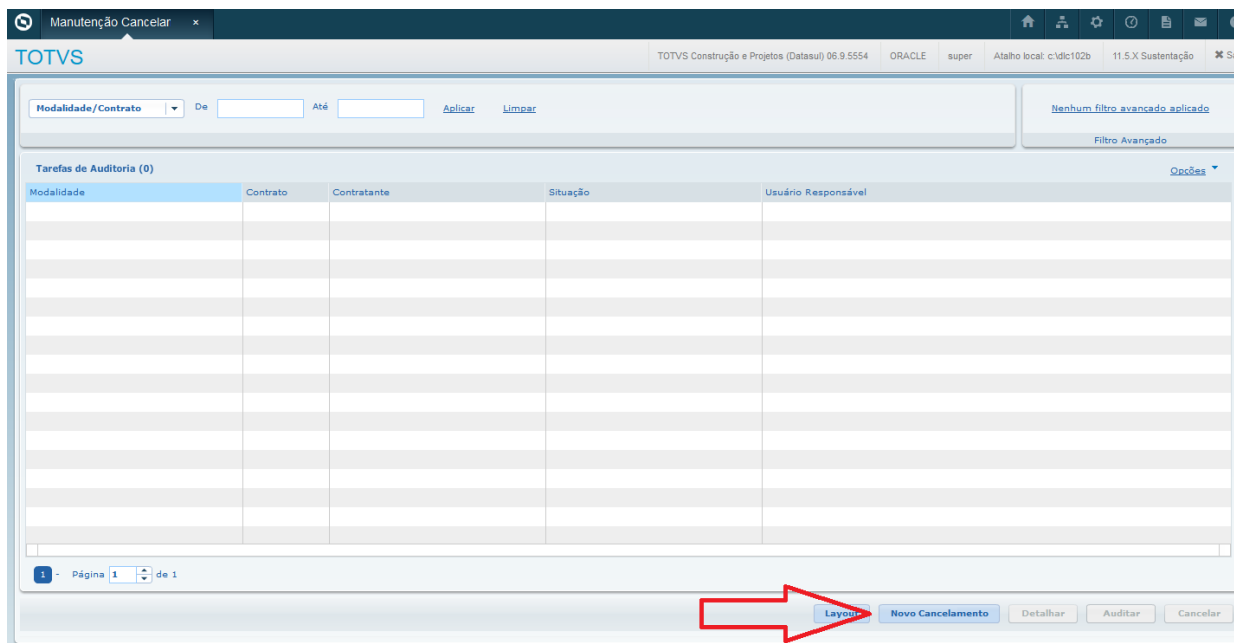 Manutenção Cancelar ×
TOTVS
TOTVS Construção e Projetos (Datasul) 06.9.5554 ORACLE super Atalho local: c:\dlc102b 11.5.X Sustentação
Modalidade/Contrato De Até Aplicar Limpar
Nenhum filtro avançado aplicado
Filtro Avançado
Tarefas de Auditoria (0)
Opções
Modalidade Contrato Contratante Situação Usuário Responsável
1 - Página 1 de 1
Layout Novo Cancelamento Detalhar Auditar Cancelar